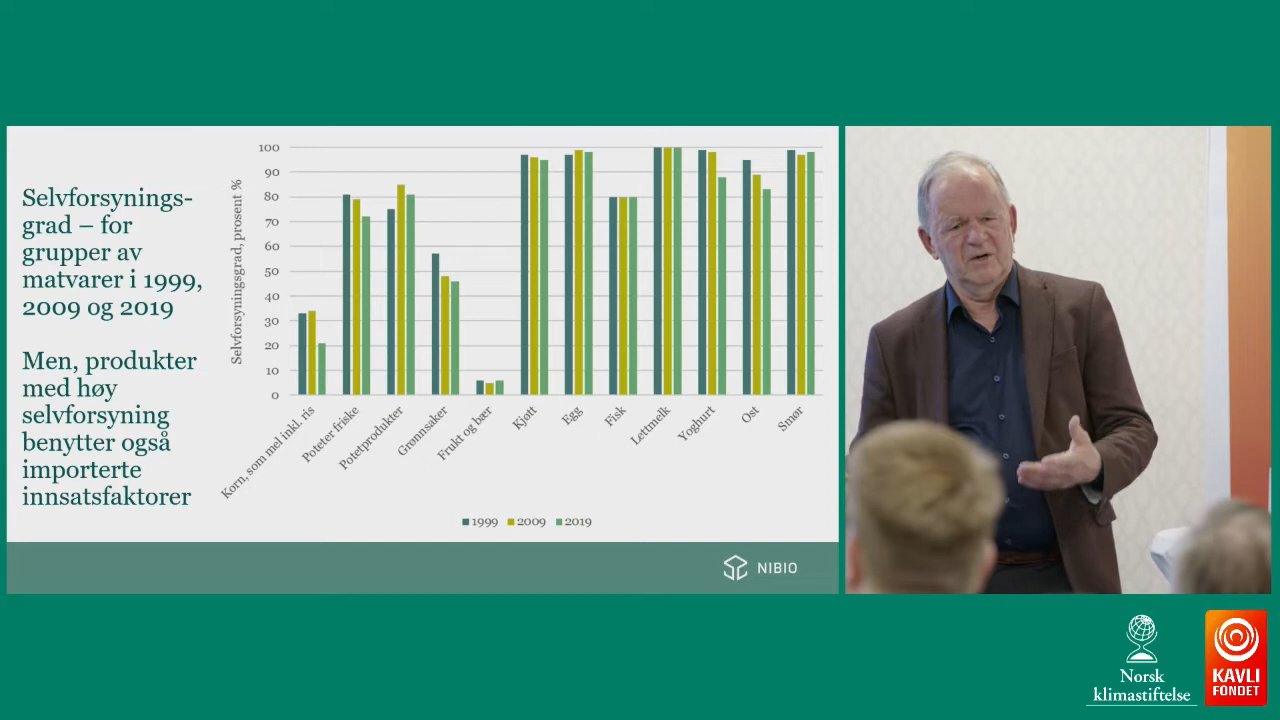 Selvforsynings-
grad – for
grupper av
matvarer i 1999,
2009 og 2019
Men, produkter
med høy
selvforsyning
benytter også
importerte
innsatsfaktorer
Selvforsyningsgrad, prosent %
100
90
80
70
60
50
40
30
20
10
0
Korn, som mel inkl. ris
Poteter friske
Potetprodukter
Grønnsaker
Frukt og bær
Kjøtt
Egg
Fisk
Lettmelk
Yoghurt
Ost
Smør
1999 2009 2019
NIBIO
Norsk
klimastiftelse
KAVLI
FONDET